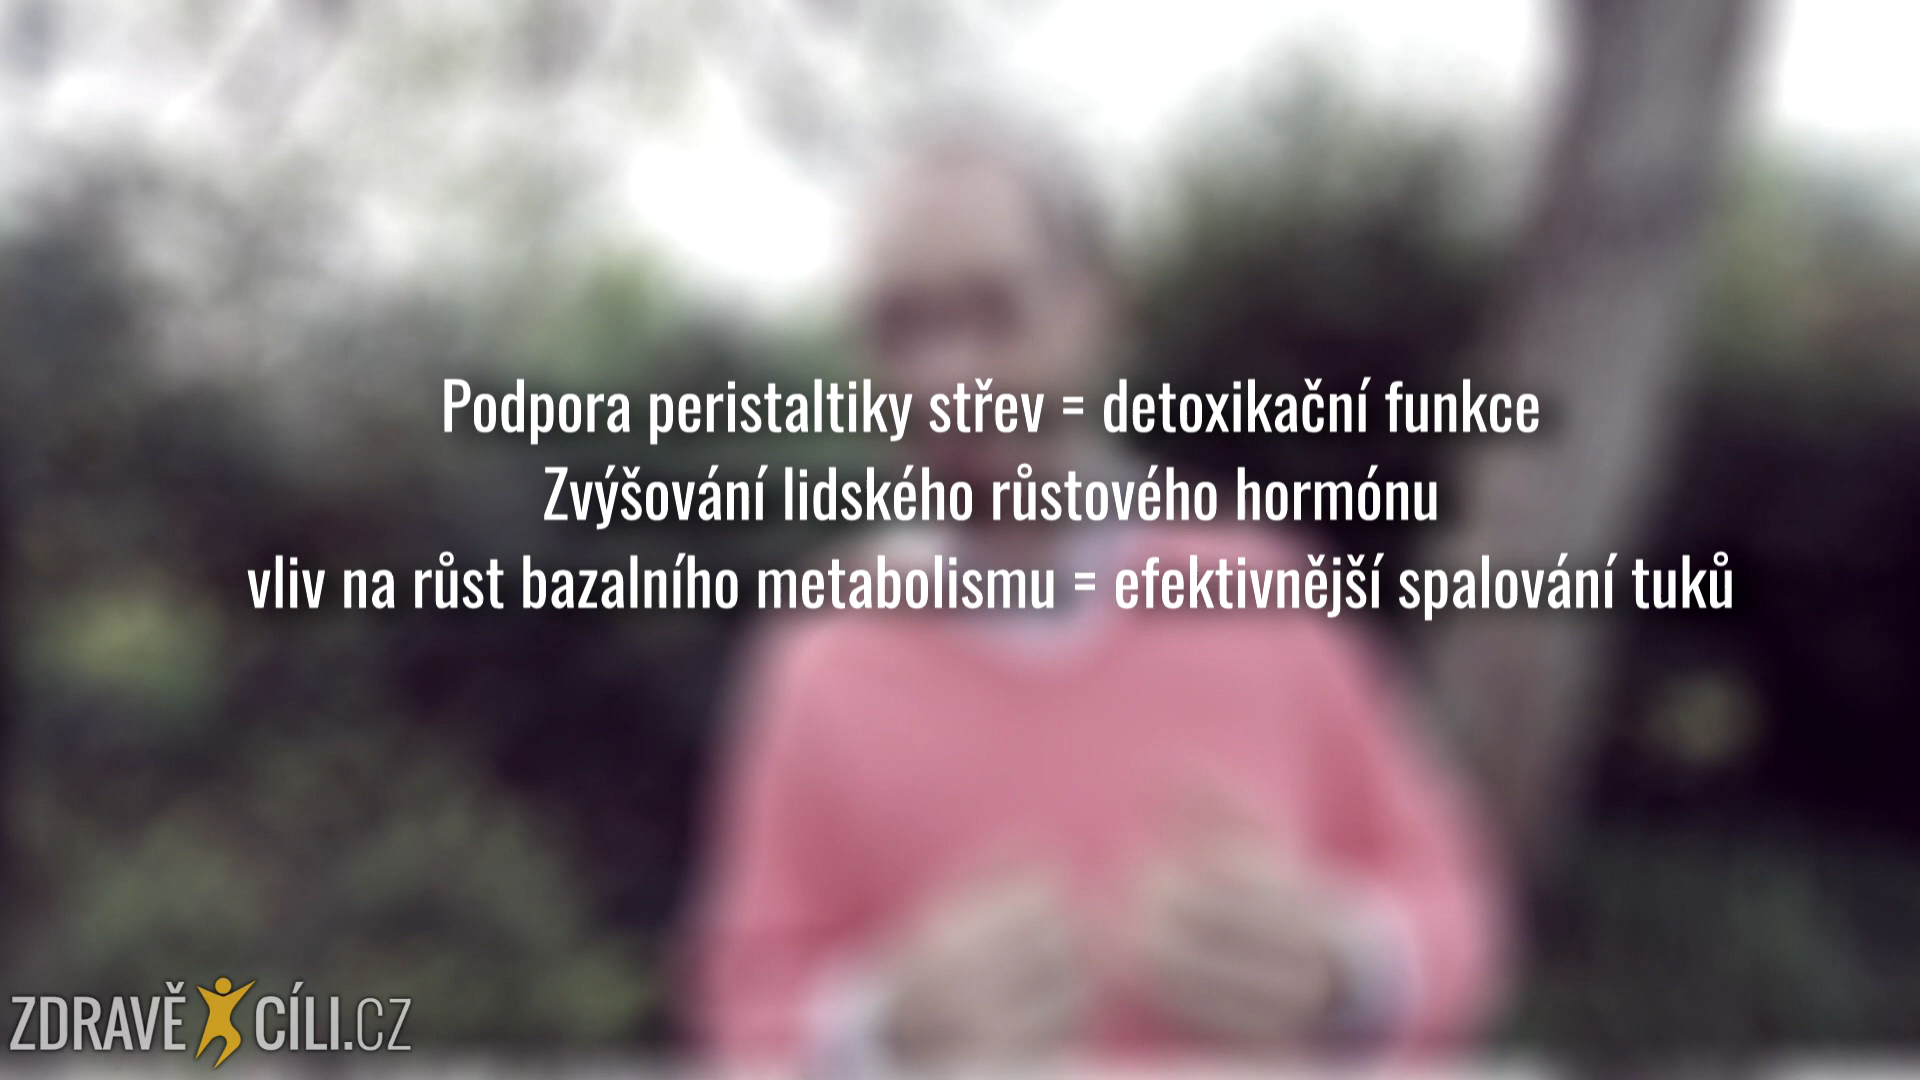 Podpora peristaltiky střev = detoxikační funkce
Zvýšování lidského růstového hormónu
vliv na růst bazalního metabolismu = efektivnější spalování tuků
ZDRAVĚ CÍLI.CZ